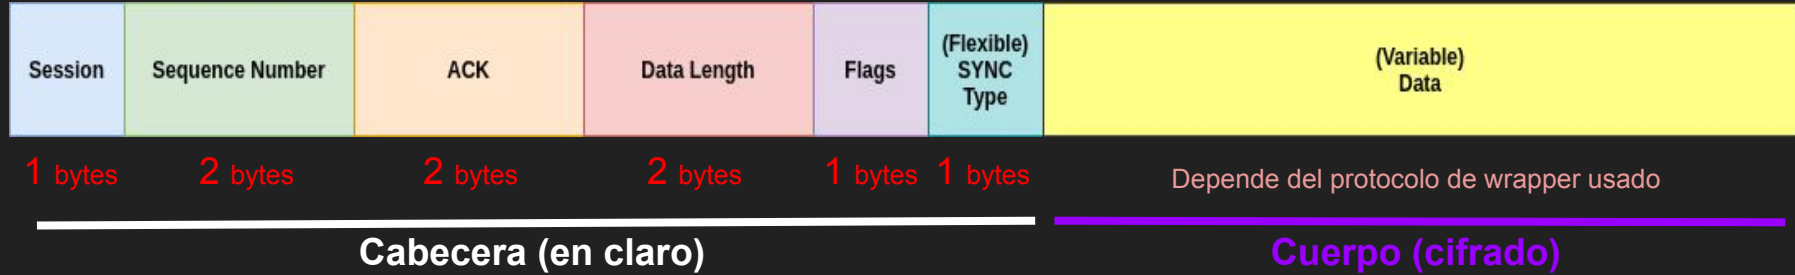 Session
Sequence Number
ACK
Data Length
Flags
(Flexible)
SYNC
Type
(Variable)
Data
1 bytes
2 bytes
2 bytes
2 bytes
1 bytes
1 bytes
Depende del protocolo de wrapper usado
Cabecera (en claro)
Cuerpo (cifrado)